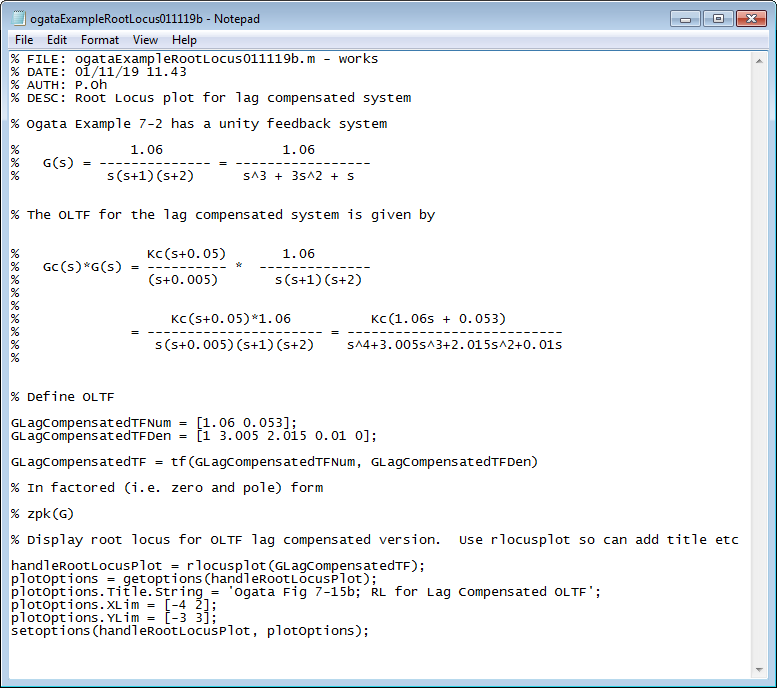 ogataExampleRootLocus011119b - Notepad
File Edit Format View Help
% FILE: ogataExampleRootLocus011119b.m - works
% DATE: 01/11/19 11.43
% AUTH: P.Oh
% DESC: Root Locus plot for lag compensated system
% Ogata Example 7-2 has a unity feedback system
%              1.06              1.06
%   G(s) = -------------- = ------------------
%           s(s+1)(s+2)      s^3 + 3s^2 + s
% The OLTF for the lag compensated system is given by
%                Kc(s+0.05)       1.06
%   Gc(s)*G(s) = ---------- *  --------------
%                (s+0.005)       s(s+1)(s+2)
%
%
%                   Kc(s+0.05)*1.06          Kc(1.06s + 0.053)
%              = ---------------------- = ---------------------------
%                 s(s+0.005)(s+1)(s+2)    s^4+3.005s^3+2.015s^2+0.01s
%
% Define OLTF
GLagCompensatedTFNum = [1.06 0.053];
GLagCompensatedTFDen = [1 3.005 2.015 0.01 0];
GLagCompensatedTF = tf(GLagCompensatedTFNum, GLagCompensatedTFDen)
% In factored (i.e. zero and pole) form
% zpk(G)
% Display root locus for OLTF lag compensated version.  Use rlocusplot so can add title etc
handleRootLocusPlot = rlocusplot(GLagCompensatedTF);
plotOptions = getoptions(handleRootLocusPlot);
plotOptions.Title.String = 'Ogata Fig 7-15b; RL for Lag Compensated OLTF';
plotOptions.XLim = [-4 2];
plotOptions.YLim = [-3 3];
setoptions(handleRootLocusPlot, plotOptions);